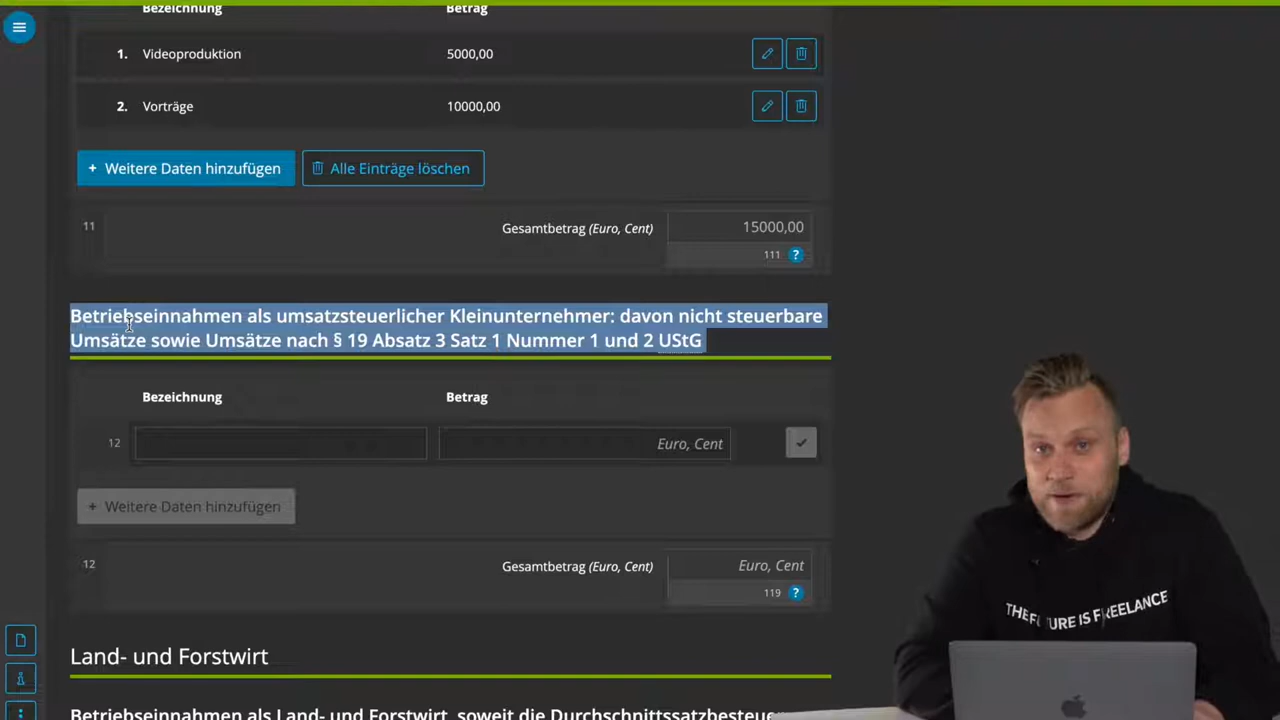 Bezeichnung Betrag
1. Videoproduktion 5000,00
2. Vorträge 10000,00
+ Weitere Daten hinzufügen Alle Einträge löschen
11 Gesamtbetrag (Euro, Cent) 15000,00
111 ?
Betriebseinnahmen als umsatzsteuerlicher Kleinunternehmer: davon nicht steuerbare
Umsätze sowie Umsätze nach § 19 Absatz 3 Satz 1 Nummer 1 und 2 UStG
Bezeichnung Betrag
12 Euro, Cent
+ Weitere Daten hinzufügen
12 Gesamtbetrag (Euro, Cent) Euro, Cent
119 ?
THE FUTURE IS FREELANCE
Land- und Forstwirt
Betriebseinnahmen als Land- und Forstwirt, soweit die Durchschnittssatzbesteue